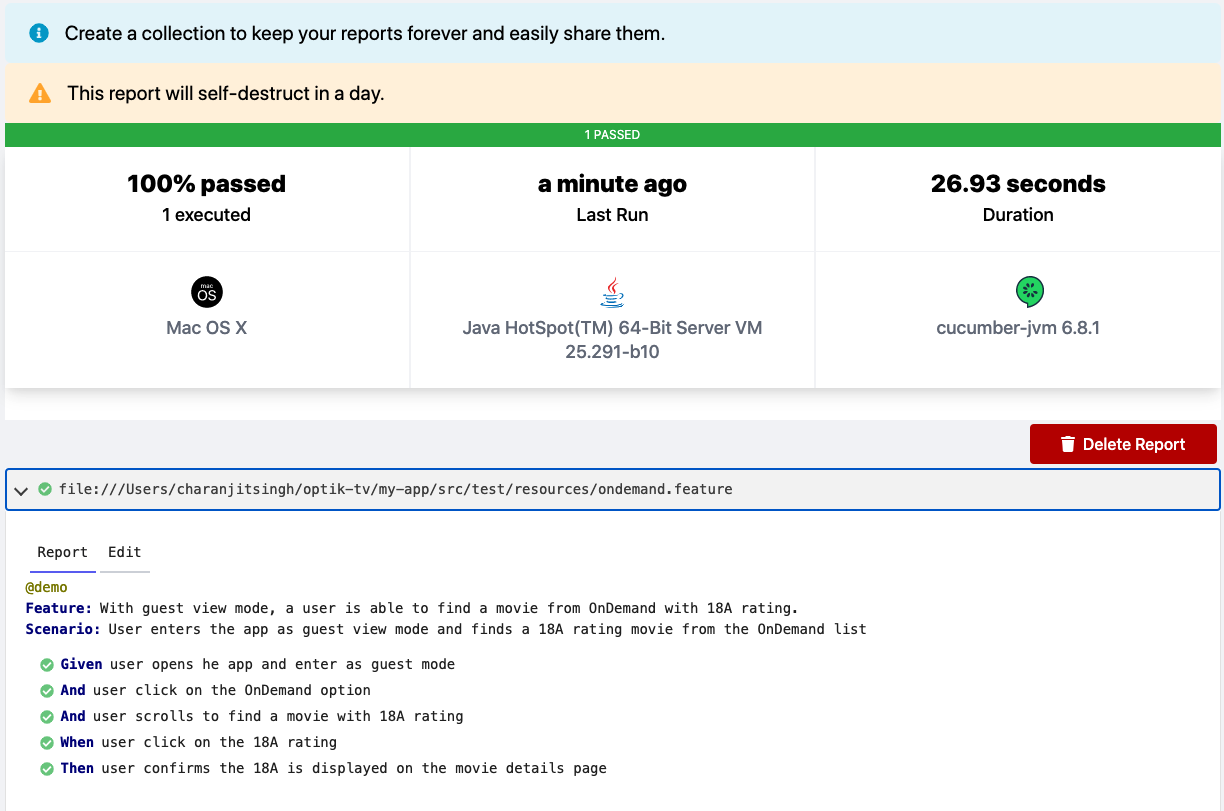 Create a collection to keep your reports forever and easily share them.
This report will self-destruct in a day.
1 PASSED
100% passed
1 executed
a minute ago
Last Run
26.93 seconds
Duration
mac
OS
Mac OS X
Java HotSpot(TM) 64-Bit Server VM
25.291-b10
cucumber-jvm 6.8.1
Delete Report
file:///Users/charanjitsingh/optik-tv/my-app/src/test/resources/ondemand.feature
Report Edit
@demo
Feature: With guest view mode, a user is able to find a movie from OnDemand with 18A rating.
Scenario: User enters the app as guest view mode and finds a 18A rating movie from the OnDemand list
Given user opens he app and enter as guest mode
And user click on the OnDemand option
And user scrolls to find a movie with 18A rating
When user click on the 18A rating
Then user confirms the 18A is displayed on the movie details page